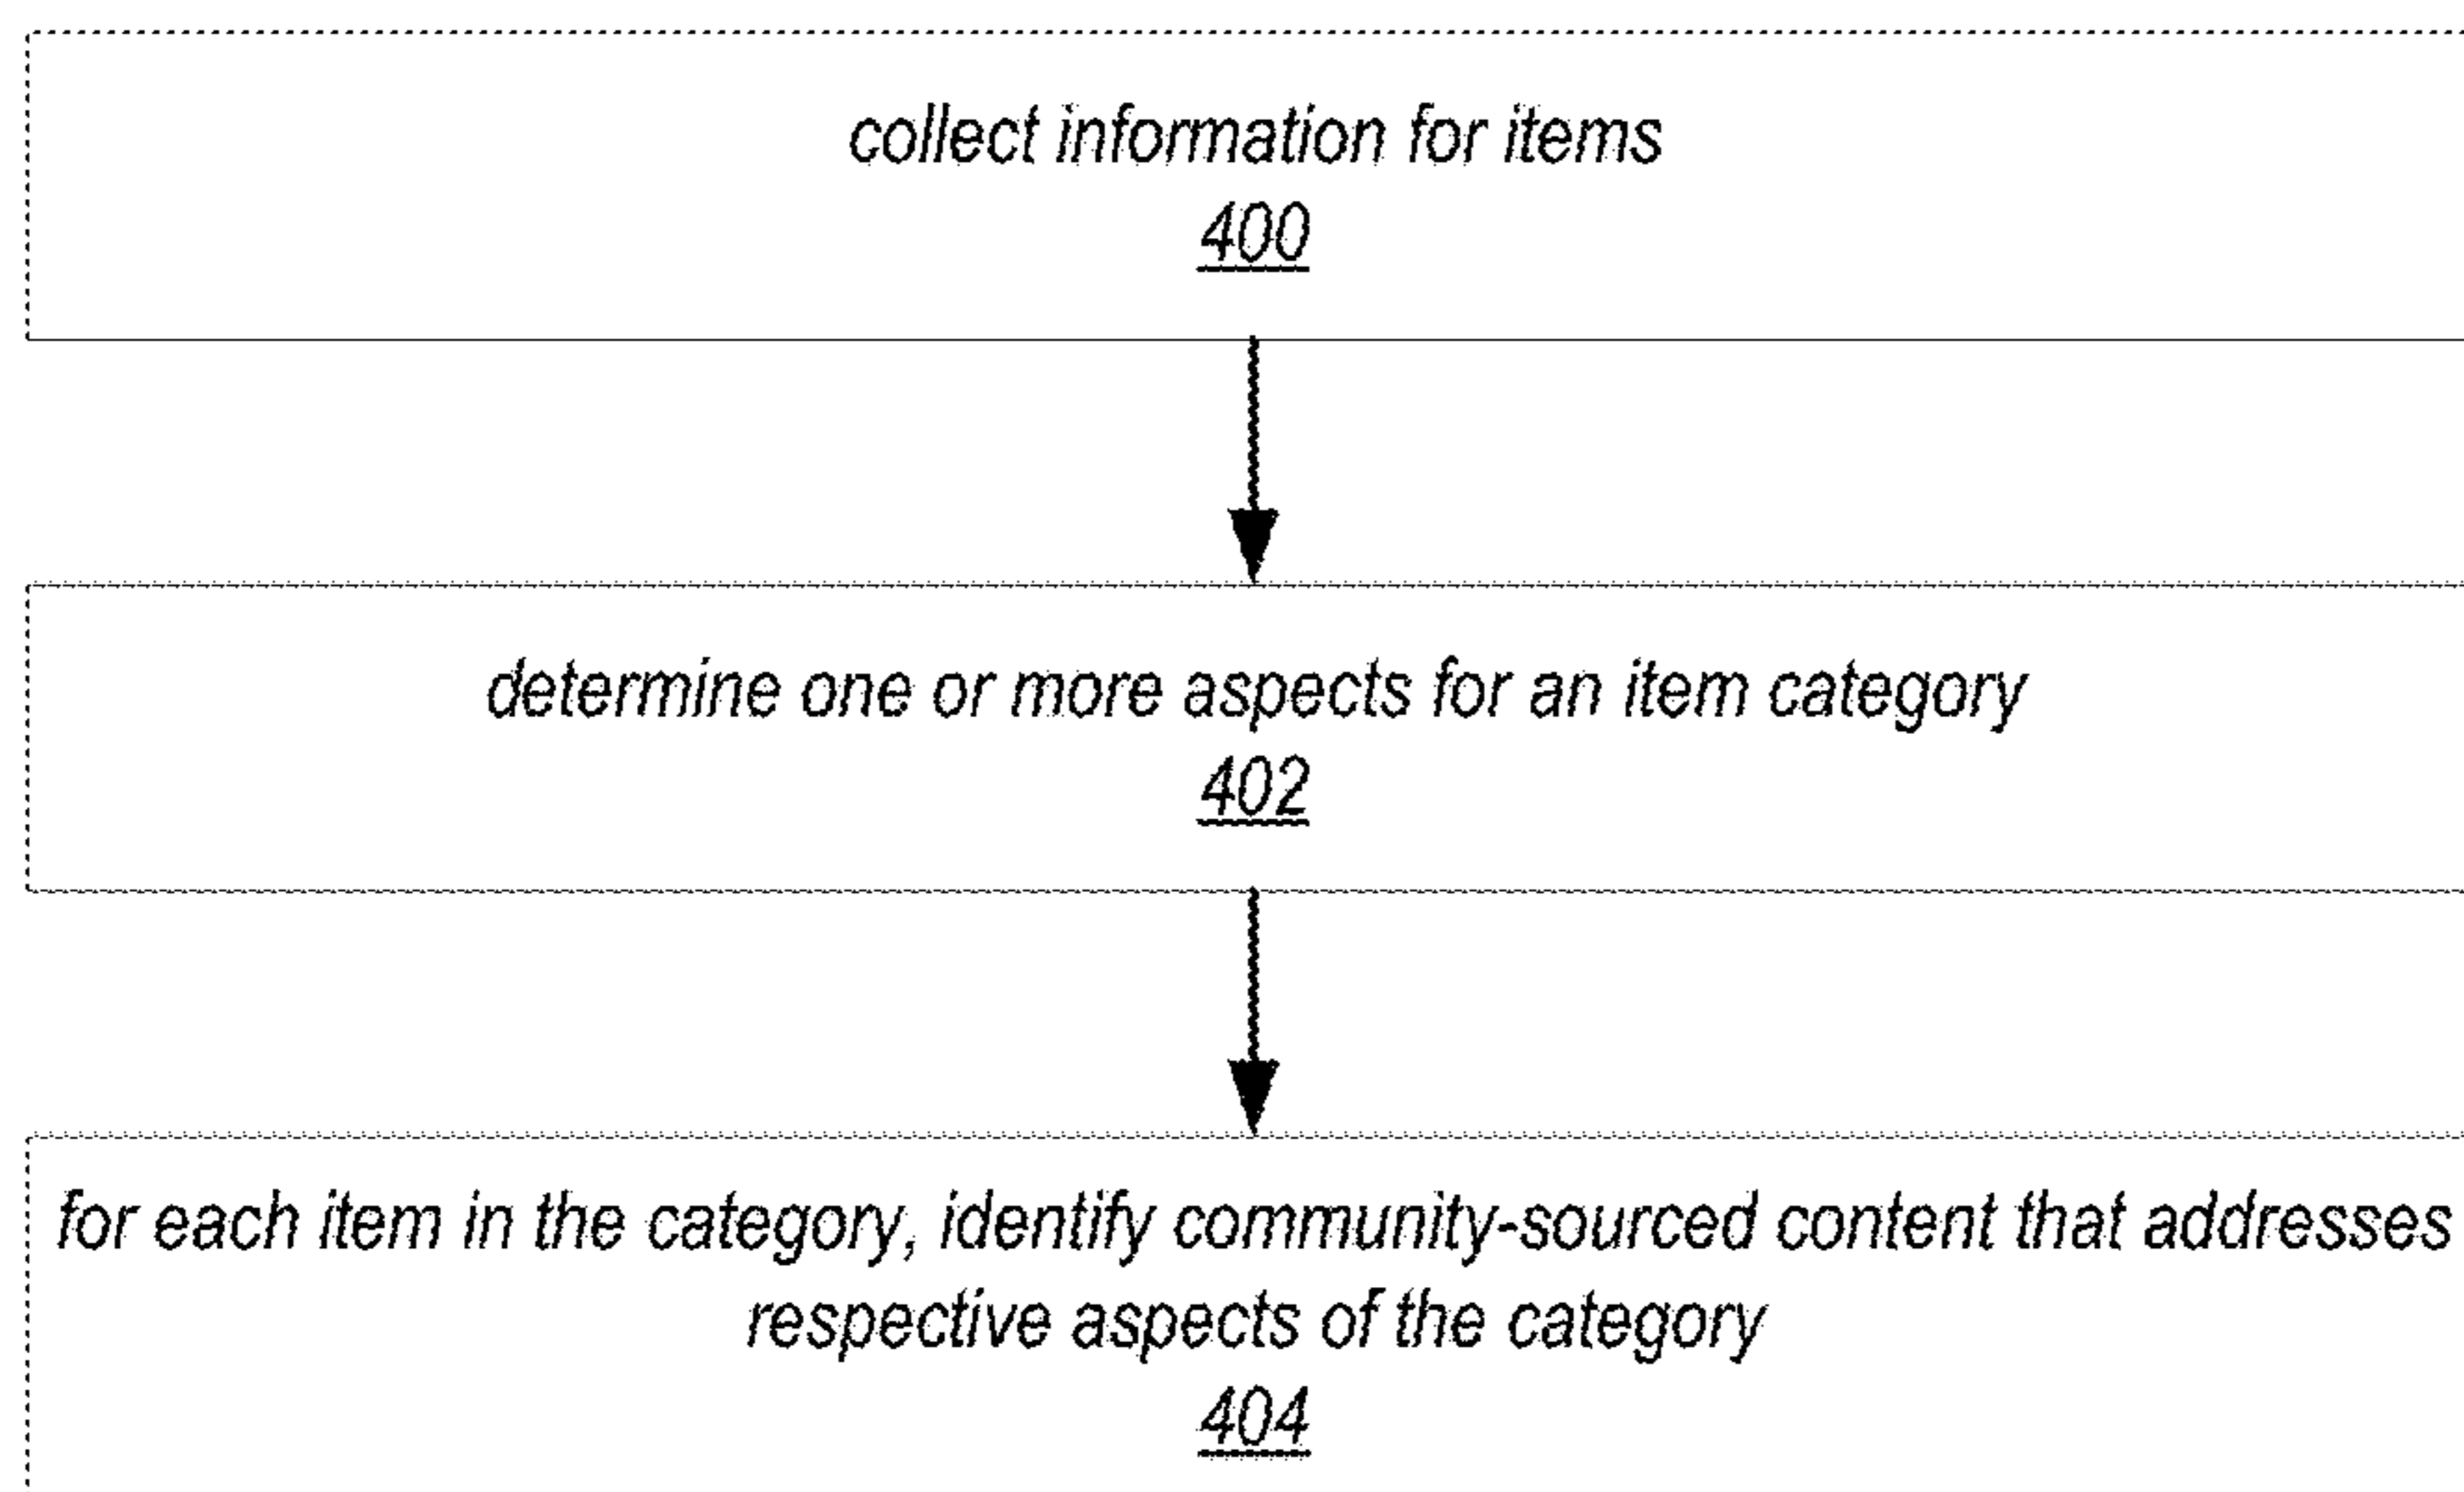 collect information for items
400
determine one or more aspects for an item category
402
for each item in the category, identify community-sourced content that addresses
respective aspects of the category
404